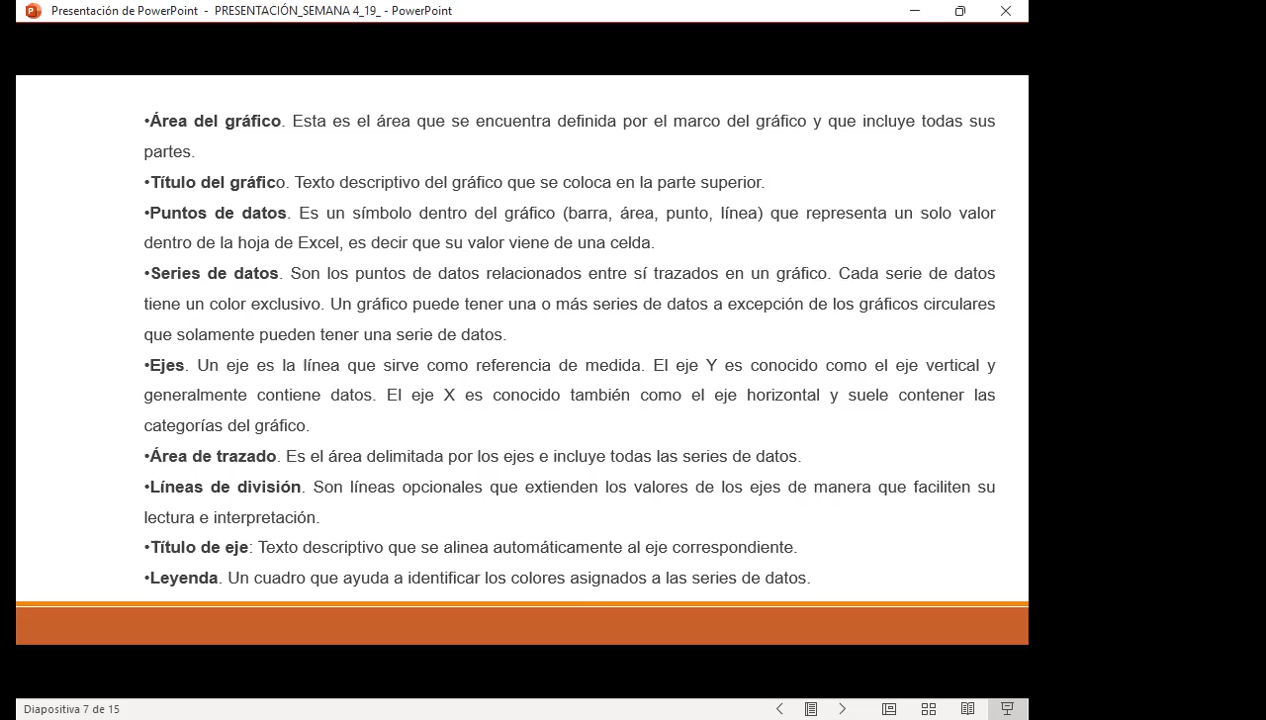 Presentación de PowerPoint - PRESENTACIÓN_SEMANA 4_19_ - PowerPoint
•Área del gráfico. Esta es el área que se encuentra definida por el marco del gráfico y que incluye todas sus
partes.
•Título del gráfico. Texto descriptivo del gráfico que se coloca en la parte superior.
•Puntos de datos. Es un símbolo dentro del gráfico (barra, área, punto, línea) que representa un solo valor
dentro de la hoja de Excel, es decir que su valor viene de una celda.
•Series de datos. Son los puntos de datos relacionados entre sí trazados en un gráfico. Cada serie de datos
tiene un color exclusivo. Un gráfico puede tener una o más series de datos a excepción de los gráficos circulares
que solamente pueden tener una serie de datos.
•Ejes. Un eje es la línea que sirve como referencia de medida. El eje Y es conocido como el eje vertical y
generalmente contiene datos. El eje X es conocido también como el eje horizontal y suele contener las
categorías del gráfico.
•Área de trazado. Es el área delimitada por los ejes e incluye todas las series de datos.
•Líneas de división. Son líneas opcionales que extienden los valores de los ejes de manera que faciliten su
lectura e interpretación.
•Título de eje: Texto descriptivo que se alinea automáticamente al eje correspondiente.
•Leyenda. Un cuadro que ayuda a identificar los colores asignados a las series de datos.
Diapositiva 7 de 15